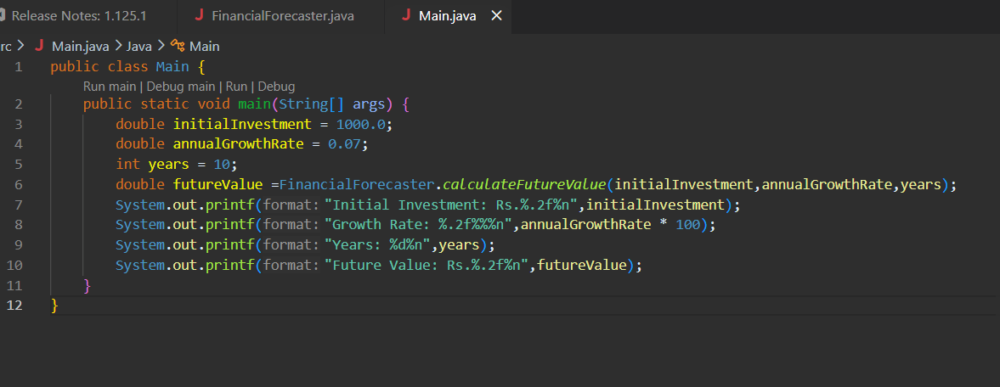 Release Notes: 1.125.1 J FinancialForecaster.java J Main.java ×
rc > J Main.java > Java > Main
1 public class Main {
Run main | Debug main | Run | Debug
2 public static void main(String[] args) {
3 double initialInvestment = 1000.0;
4 double annualGrowthRate = 0.07;
5 int years = 10;
6 double futureValue =FinancialForecaster.calculateFutureValue(initialInvestment,annualGrowthRate,years);
7 System.out.printf(format:"Initial Investment: Rs.%.2f%n",initialInvestment);
8 System.out.printf(format:"Growth Rate: %.2f%%%n",annualGrowthRate * 100);
9 System.out.printf(format:"Years: %d%n",years);
10 System.out.printf(format:"Future Value: Rs.%.2f%n",futureValue);
11 }
12 }